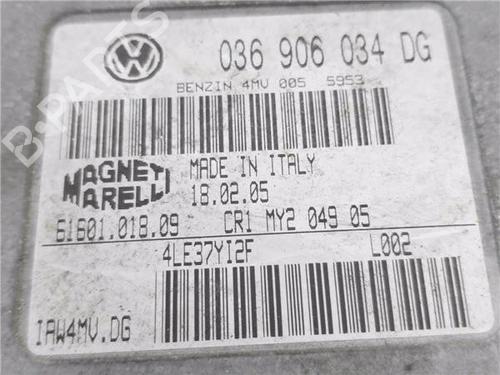 036 906 034 DG
BENZIN 4MV 005 5953
MAGNETI
MARELLI
MADE IN ITALY
18.02.05
61601.018.09 CR1 MY2 049 05
4LE37YI2F L002
IAW4MV.DG
B-PARTS